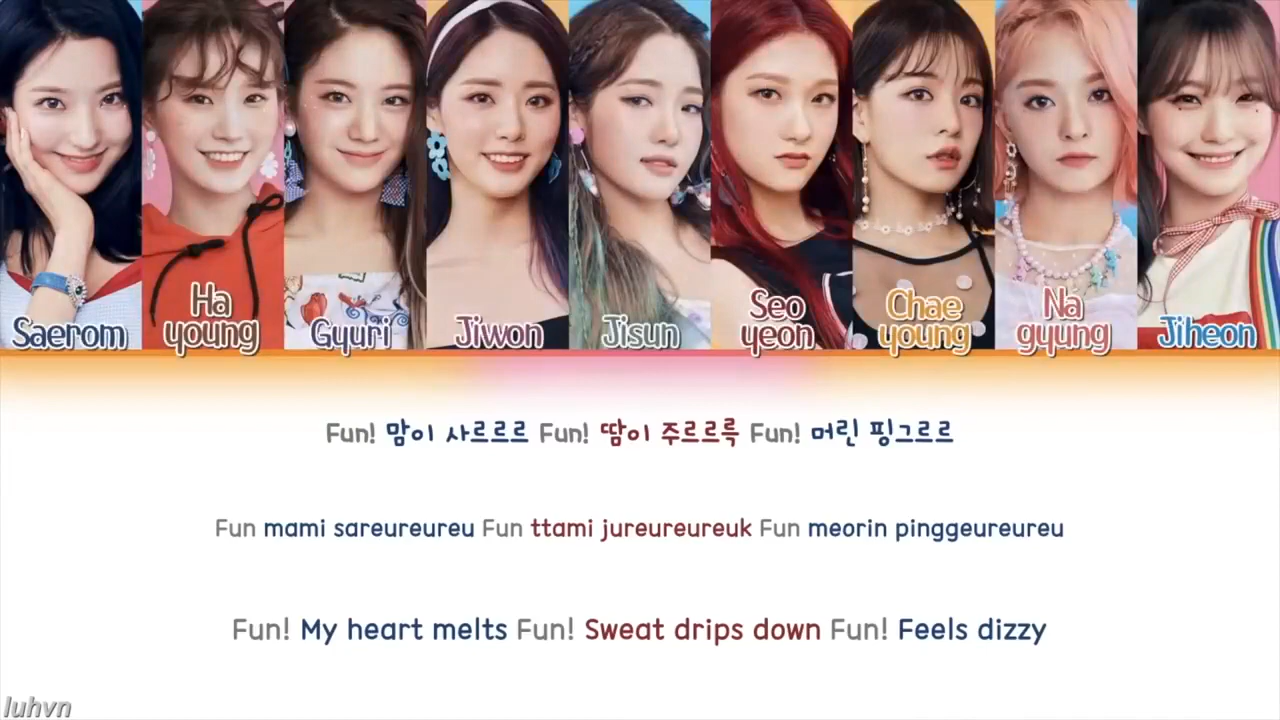 Saerom
Ha
young
Gyuri
Jiwon
Jisun
Seo
yeon
Chae
young
Na
gyung
Jiheon
Fun! 맘이 사르르르 Fun! 땀이 주르르륵 Fun! 머린 핑그르르
Fun mami sareureureu Fun ttami jureureureuk Fun meorin pinggeureureu
Fun! My heart melts Fun! Sweat drips down Fun! Feels dizzy
luhvn